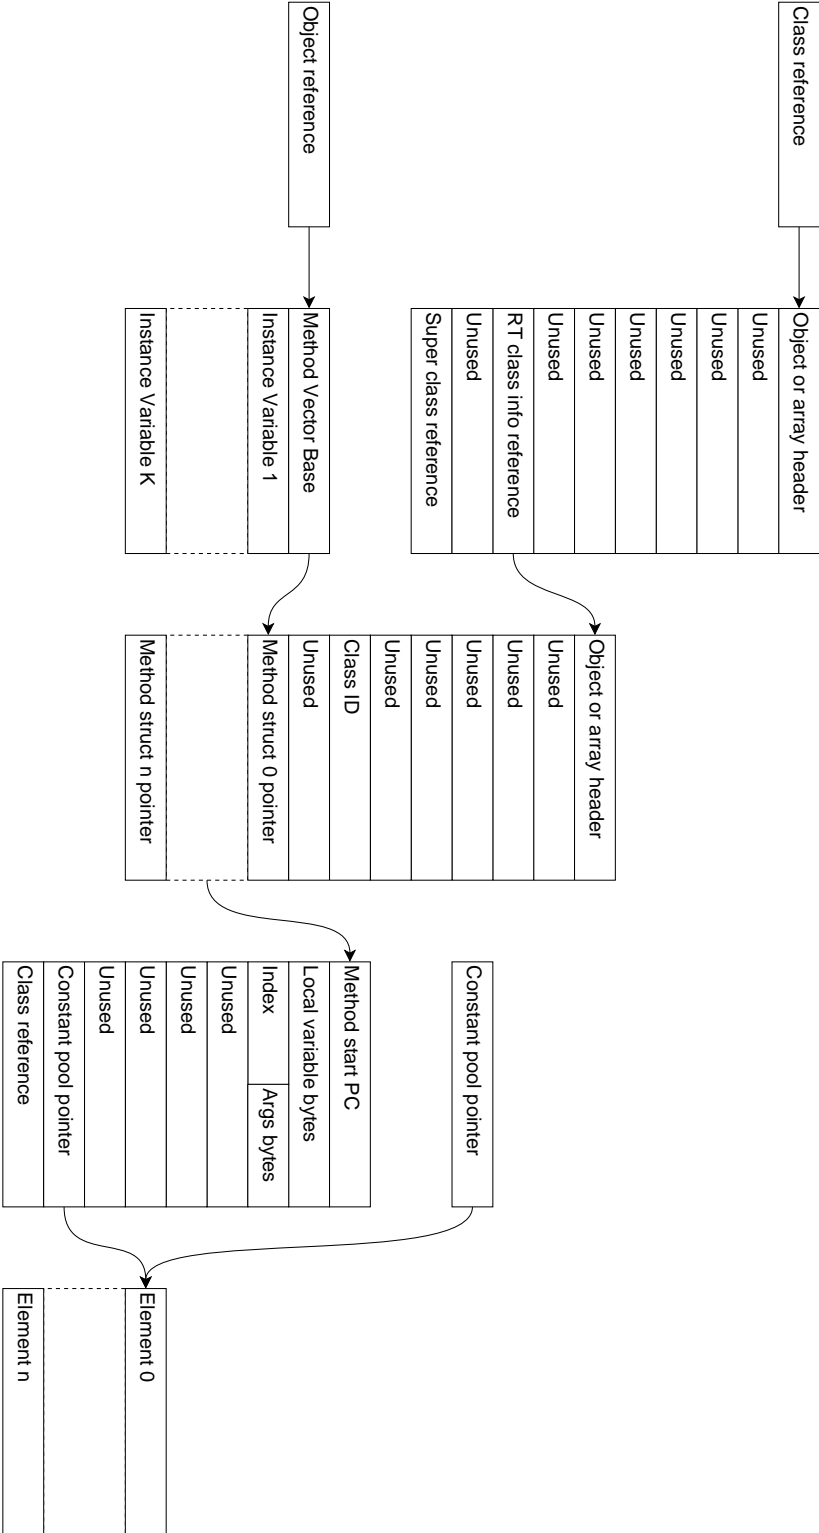 Class reference
Object reference
Object or array header
Unused
Unused
Unused
Unused
Unused
Unused
RT class info reference
Unused
Super class reference
Method Vector Base
Instance Variable 1
Instance Variable K
Object or array header
Unused
Unused
Unused
Unused
Unused
Class ID
Unused
Method struct 0 pointer
Method struct n pointer
Constant pool pointer
Method start PC
Local variable bytes
Index
Args bytes
Unused
Unused
Unused
Unused
Constant pool pointer
Class reference
Element 0
Element n